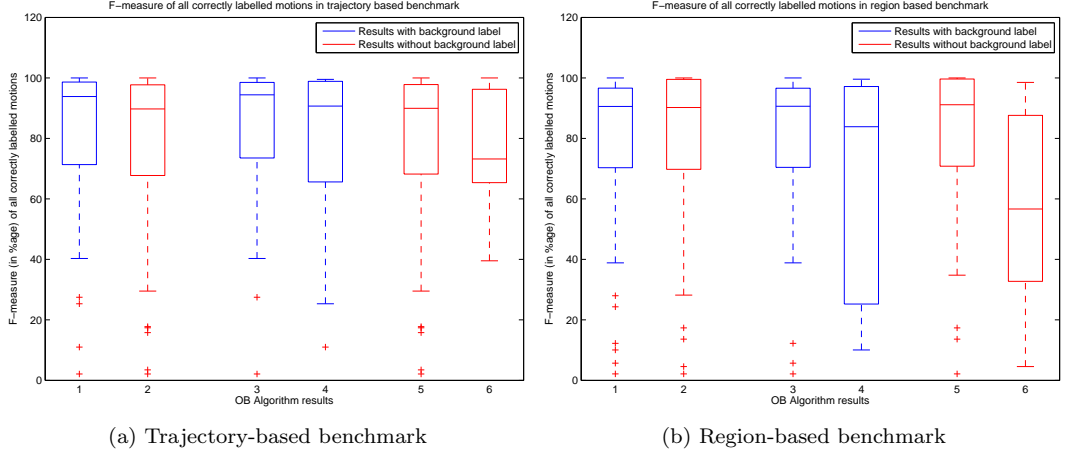 F−measure of all correctly labelled motions in trajectory based benchmark
120
100
80
60
40
20
0
F−measure (in %age) of all correctly labelled motions
Results with background label
Results without background label
1 2 3 4 5 6
OB Algorithm results
(a) Trajectory-based benchmark
F−measure of all correctly labelled motions in region based benchmark
120
100
80
60
40
20
0
F−measure (in %age) of all correctly labelled motions
Results with background label
Results without background label
1 2 3 4 5 6
OB Algorithm results
(b) Region-based benchmark